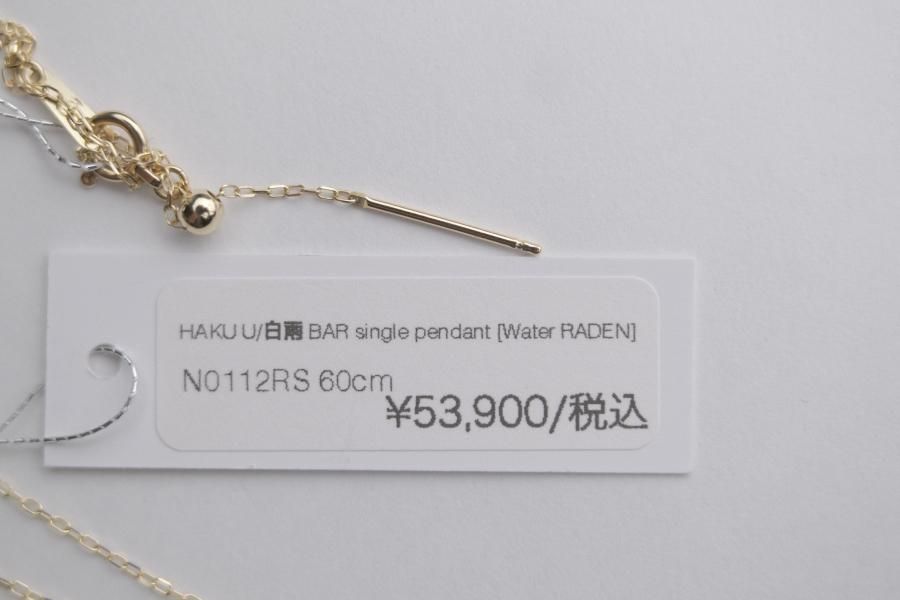 HAKU U/白雨 BAR single pendant [Water RADEN]
N0112RS 60cm
¥53,900/税込